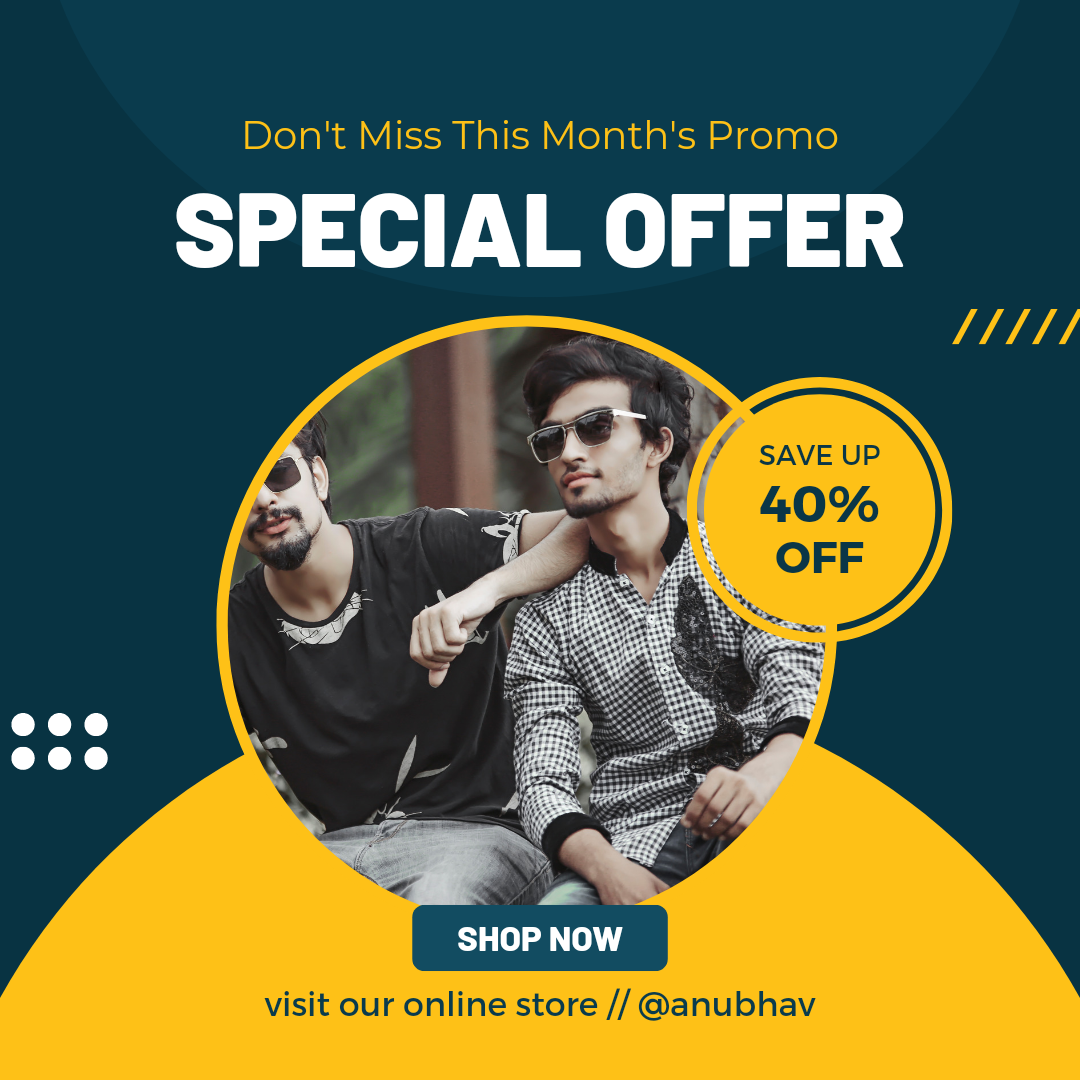 Don't Miss This Month's Promo
SPECIAL OFFER
SAVE UP
40%
OFF
SHOP NOW
visit our online store // @anubhav